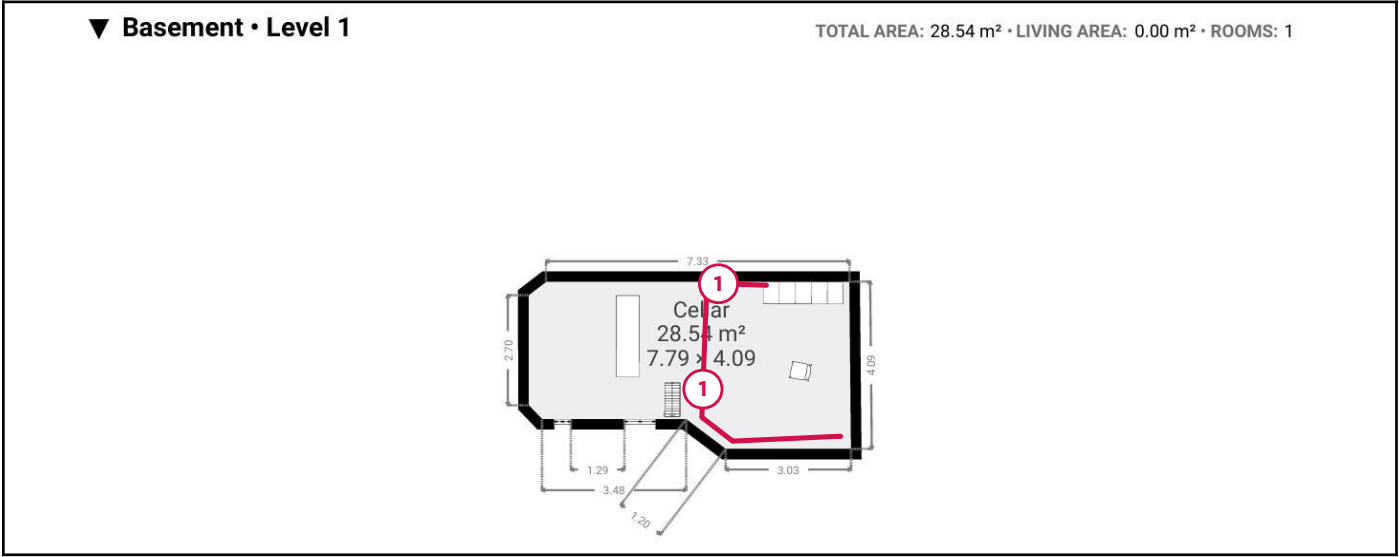 ▼ Basement • Level 1
TOTAL AREA: 28.54 m² • LIVING AREA: 0.00 m² • ROOMS: 1
7.33
1
Cellar
28.54 m²
7.79 × 4.09
2.70
4.09
1
1.29
3.03
3.48
1.20